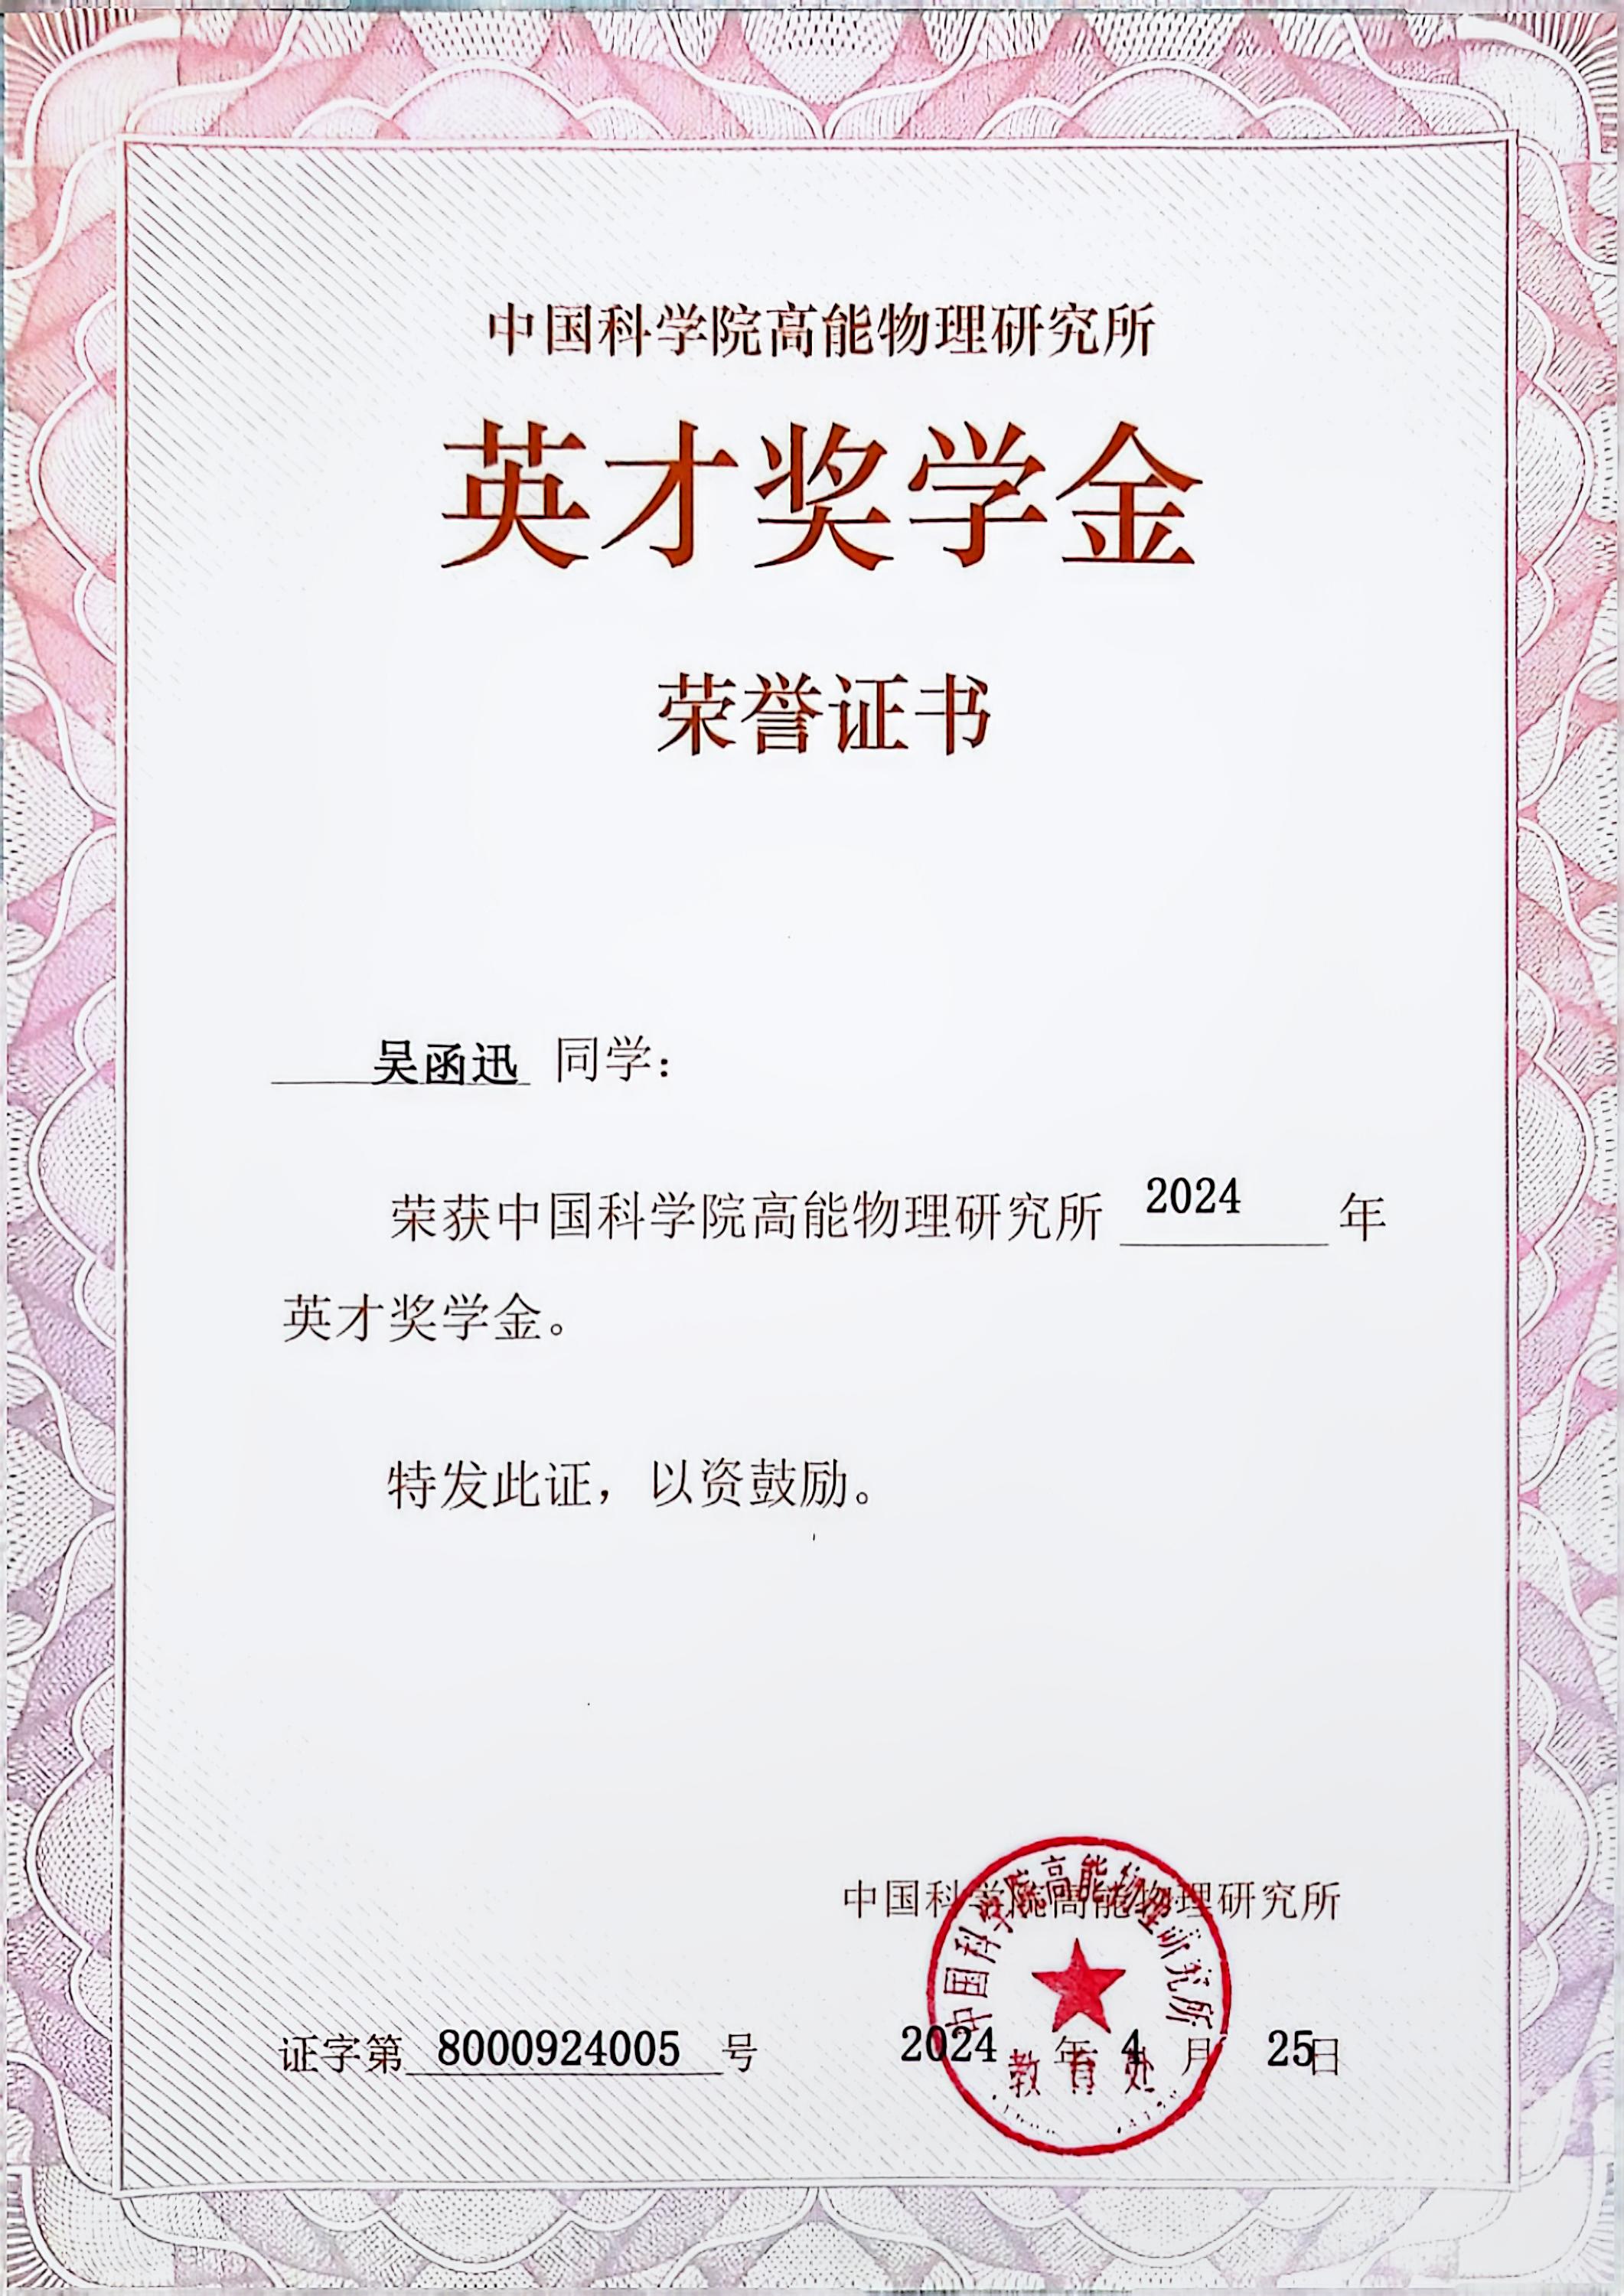 中国科学院高能物理研究所
英才奖学金
荣誉证书
吴函迅 同学：
荣获中国科学院高能物理研究所 2024 年
英才奖学金。
特发此证，以资鼓励。
中国科学院高能物理研究所
中国科学院高能物理研究所
教育处
证字第 8000924005 号
2024 年 4 月 25日